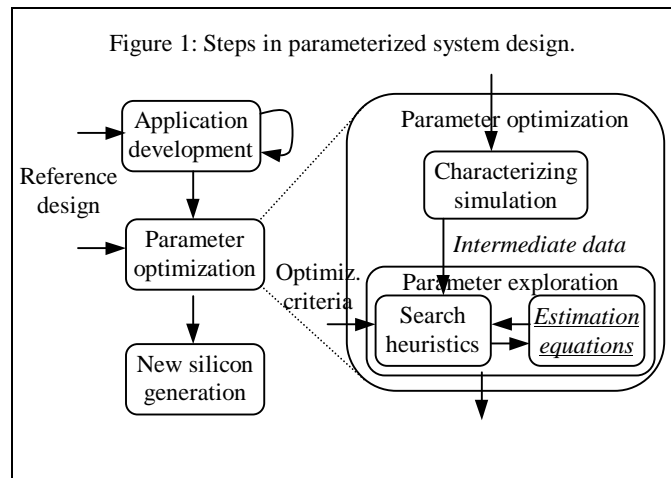 Figure 1: Steps in parameterized system design.
Application
development
Reference
design
Parameter
optimization
New silicon
generation
Parameter optimization
Characterizing
simulation
Intermediate data
Optimiz.
criteria
Parameter exploration
Search
heuristics
Estimation
equations